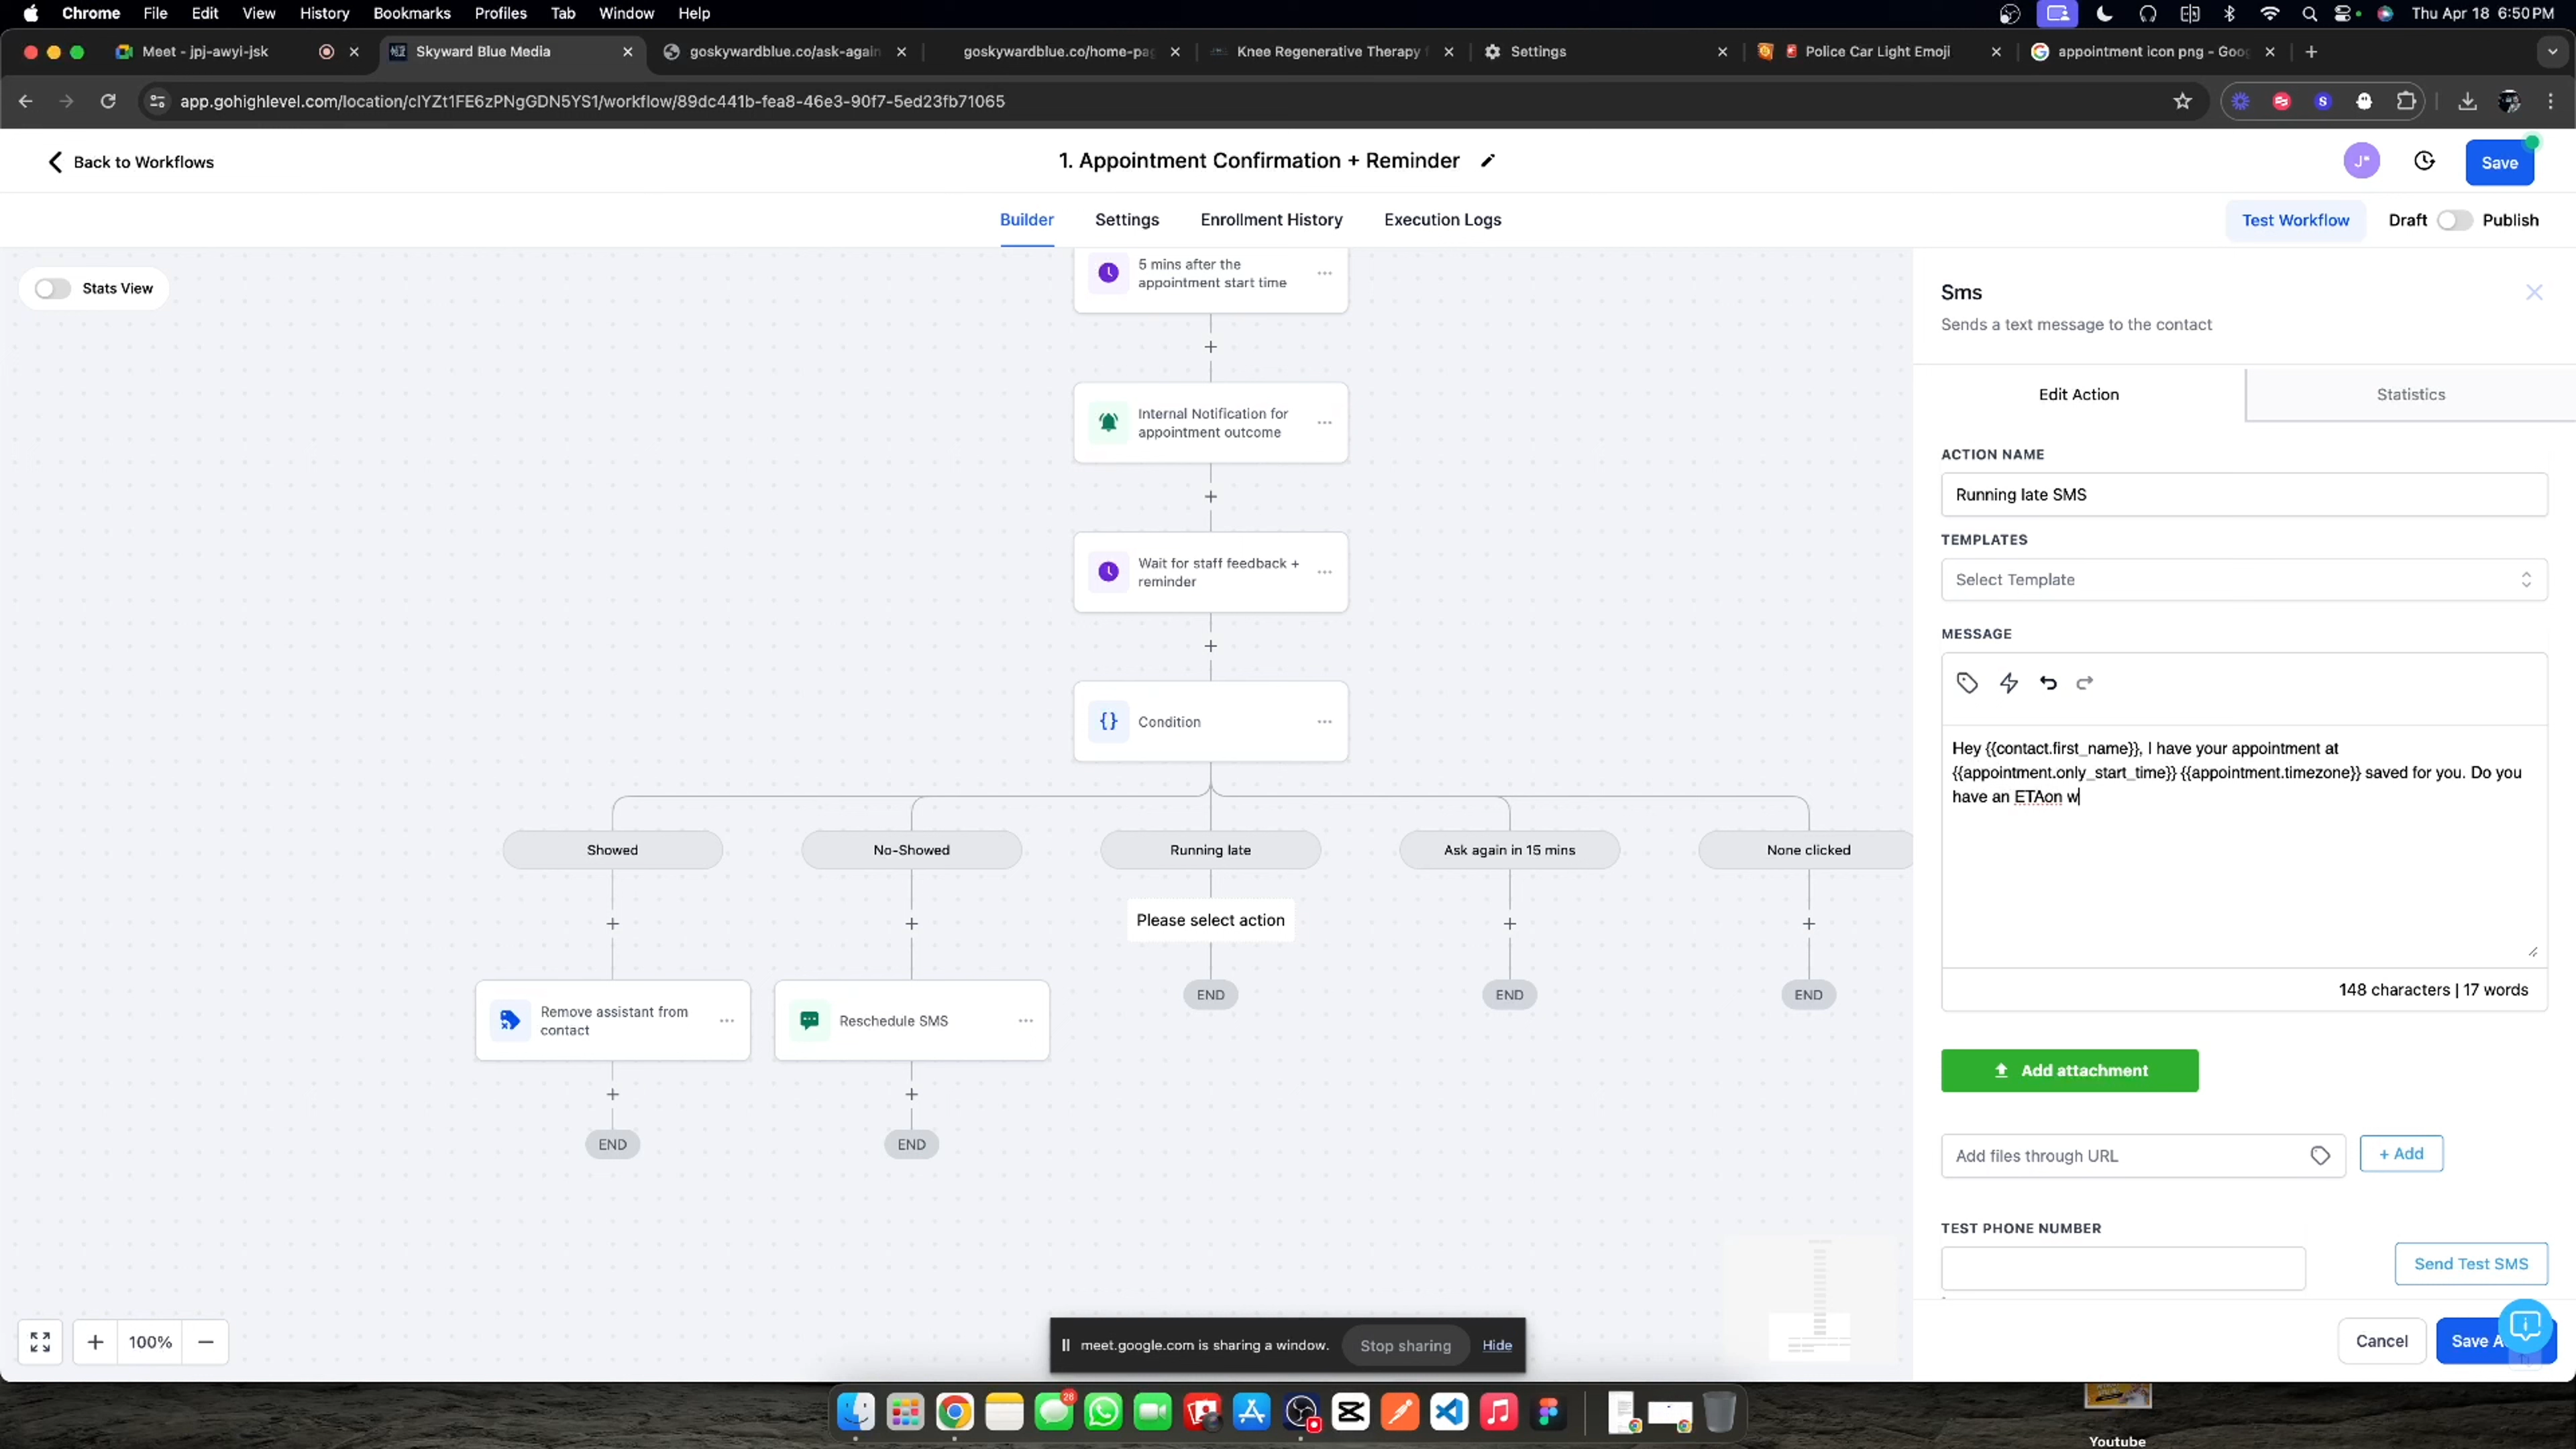 Chrome File Edit View History Bookmarks Profiles Tab Window Help
Thu Apr 18 6:50 PM
Meet - jpj-awyi-jsk
Skyward Blue Media
goskywardblue.co/ask-again
goskywardblue.co/home-pag
Knee Regenerative Therapy
Settings
Police Car Light Emoji
appointment icon png - Goo
app.gohighlevel.com/location/clYZt1FE6zPNgGDN5YS1/workflow/89dc441b-fea8-46e3-90f7-5ed23fb71065
Back to Workflows
1. Appointment Confirmation + Reminder
Save
Builder
Settings
Enrollment History
Execution Logs
Test Workflow
Draft
Publish
Stats View
5 mins after the
appointment start time
Internal Notification for
appointment outcome
Wait for staff feedback +
reminder
Condition
Showed
No-Showed
Running late
Ask again in 15 mins
None clicked
Please select action
Remove assistant from
contact
Reschedule SMS
END
END
END
END
END
100%
Sms
Sends a text message to the contact
Edit Action
Statistics
ACTION NAME
Running late SMS
TEMPLATES
Select Template
MESSAGE
Hey {{contact.first_name}}, I have your appointment at
{{appointment.only_start_time}} {{appointment.timezone}} saved for you. Do you
have an ETAon w
148 characters | 17 words
Add attachment
Add files through URL
+ Add
TEST PHONE NUMBER
Send Test SMS
Cancel
Save A
meet.google.com is sharing a window.
Stop sharing
Hide
28
Youtube